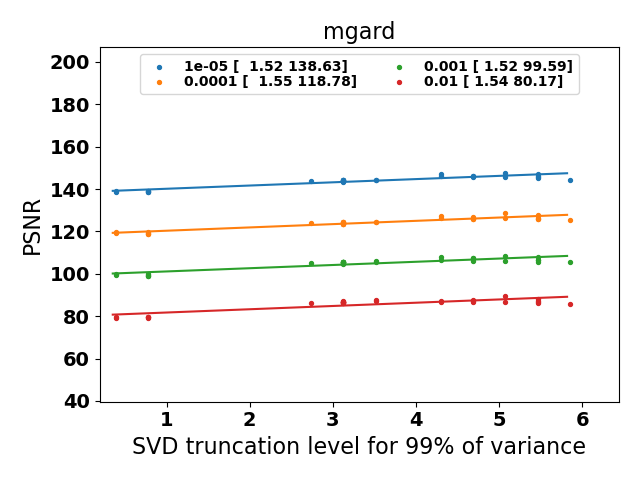 mgard
1e-05 [  1.52 138.63]
0.0001 [  1.55 118.78]
0.001 [ 1.52 99.59]
0.01 [ 1.54 80.17]
200
180
160
140
120
100
80
60
40
PSNR
1 2 3 4 5 6
SVD truncation level for 99% of variance